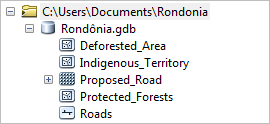 C:\Users\Documents\Rondonia
Rondônia.gdb
Deforested_Area
Indigenous_Territory
Proposed_Road
Protected_Forests
Roads